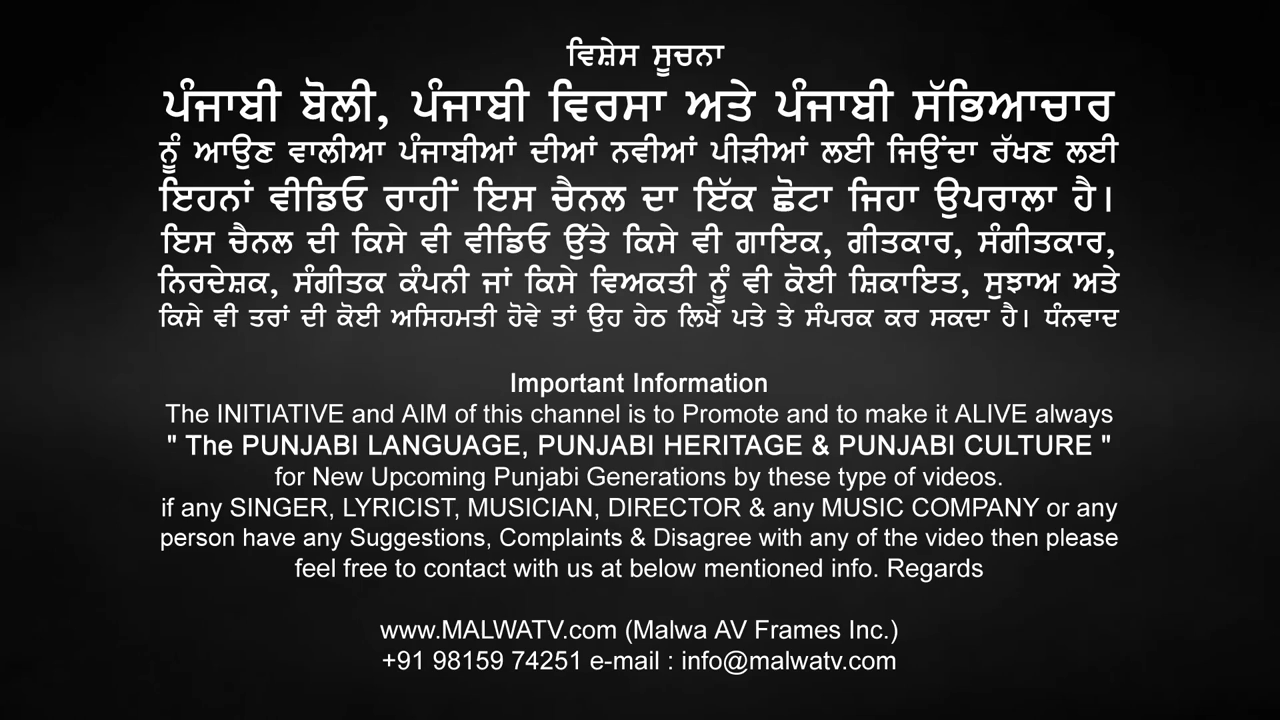 ਵਿਸ਼ੇਸ ਸੂਚਨਾ
ਪੰਜਾਬੀ ਬੋਲੀ, ਪੰਜਾਬੀ ਵਿਰਸਾ ਅਤੇ ਪੰਜਾਬੀ ਸੱਭਿਆਚਾਰ
ਨੂੰ ਆਉਣ ਵਾਲੀਆ ਪੰਜਾਬੀਆਂ ਦੀਆਂ ਨਵੀਆਂ ਪੀੜੀਆਂ ਲਈ ਜਿਉਂਦਾ ਰੱਖਣ ਲਈ
ਇਹਨਾਂ ਵੀਡਿਓ ਰਾਹੀਂ ਇਸ ਚੈਨਲ ਦਾ ਇੱਕ ਛੋਟਾ ਜਿਹਾ ਉਪਰਾਲਾ ਹੈ।
ਇਸ ਚੈਨਲ ਦੀ ਕਿਸੇ ਵੀ ਵੀਡਿਓ ਉੱਤੇ ਕਿਸੇ ਵੀ ਗਾਇਕ, ਗੀਤਕਾਰ, ਸੰਗੀਤਕਾਰ,
ਨਿਰਦੇਸ਼ਕ, ਸੰਗੀਤਕ ਕੰਪਨੀ ਜਾਂ ਕਿਸੇ ਵਿਅਕਤੀ ਨੂੰ ਵੀ ਕੋਈ ਸ਼ਿਕਾਇਤ, ਸੁਝਾਅ ਅਤੇ
ਕਿਸੇ ਵੀ ਤਰਾਂ ਦੀ ਕੋਈ ਅਸਿਹਮਤੀ ਹੋਵੇ ਤਾਂ ਉਹ ਹੇਠ ਲਿਖੇ ਪਤੇ ਤੇ ਸੰਪਰਕ ਕਰ ਸਕਦਾ ਹੈ। ਧੰਨਵਾਦ
Important Information
The INITIATIVE and AIM of this channel is to Promote and to make it ALIVE always
" The PUNJABI LANGUAGE, PUNJABI HERITAGE & PUNJABI CULTURE "
for New Upcoming Punjabi Generations by these type of videos.
if any SINGER, LYRICIST, MUSICIAN, DIRECTOR & any MUSIC COMPANY or any
person have any Suggestions, Complaints & Disagree with any of the video then please
feel free to contact with us at below mentioned info. Regards
www.MALWATV.com (Malwa AV Frames Inc.)
+91 98159 74251 e-mail : info@malwatv.com